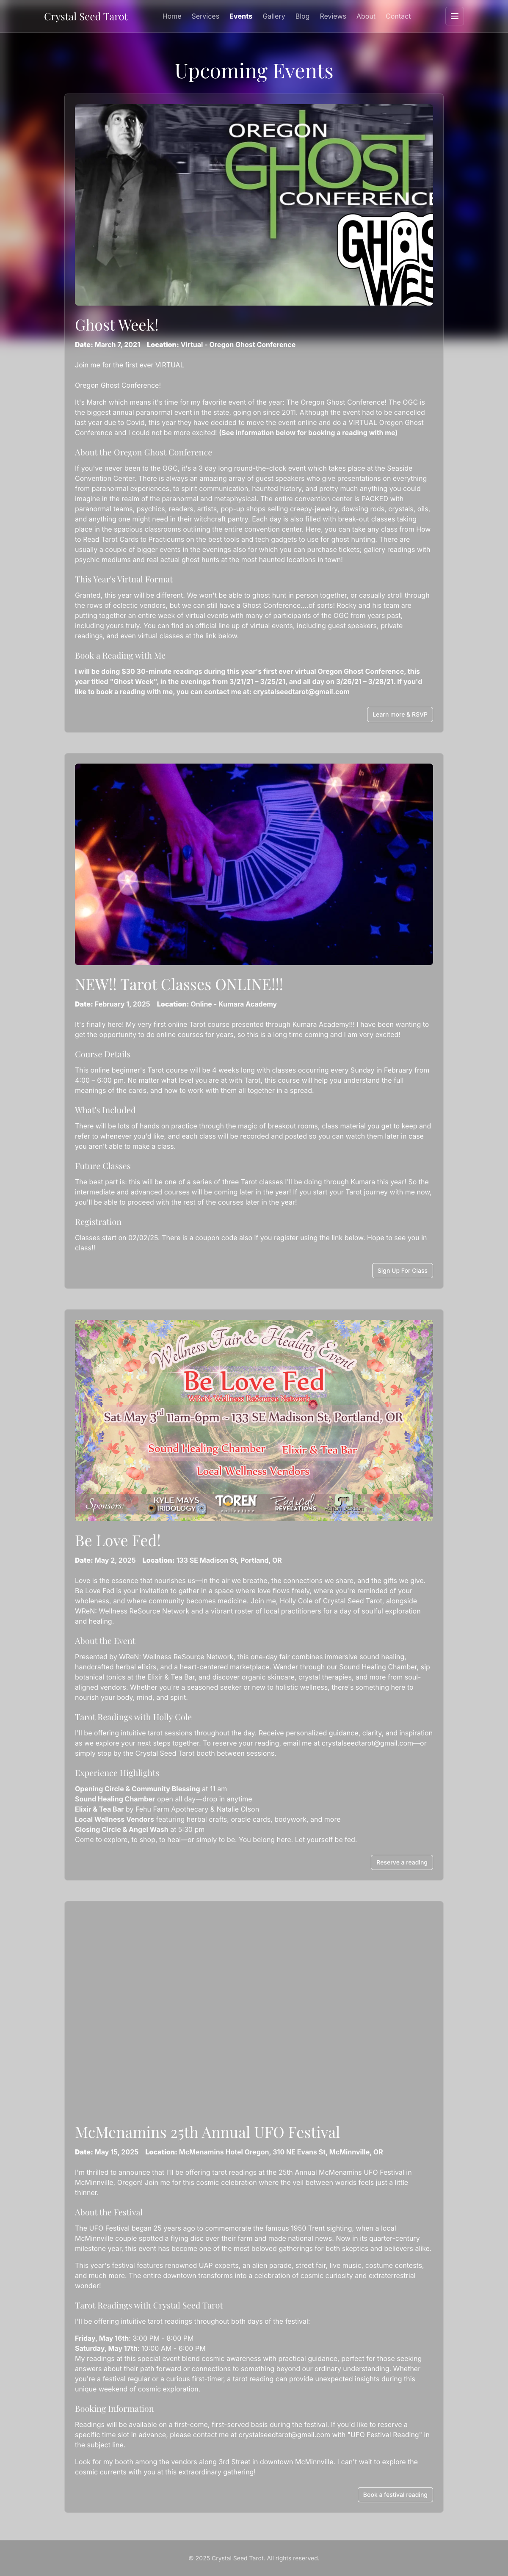 Crystal Seed Tarot
Home Services Events Gallery Blog Reviews About Contact
Upcoming Events
OREGON
GHOST
CONFERENCE
Ghost Week!
Date: March 7, 2021 Location: Virtual - Oregon Ghost Conference
Join me for the first ever VIRTUAL
Oregon Ghost Conference!
It's March which means it's time for my favorite event of the year: The Oregon Ghost Conference! The OGC is
the biggest annual paranormal event in the state, going on since 2011. Although the event had to be cancelled
last year due to Covid, this year they have decided to move the event online and do a VIRTUAL Oregon Ghost
Conference and I could not be more excited! (See information below for booking a reading with me)
About the Oregon Ghost Conference
If you've never been to the OGC, it's a 3 day long round-the-clock event which takes place at the Seaside
Convention Center. There is always an amazing array of guest speakers who give presentations on everything
from paranormal experiences, to spirit communication, haunted history, and pretty much anything you could
imagine in the realm of the paranormal and metaphysical. The entire convention center is PACKED with
paranormal teams, psychics, readers, artists, pop-up shops selling creepy-jewelry, dowsing rods, crystals, oils,
and anything one might need in their witchcraft pantry. Each day is also filled with break-out classes taking
place in the spacious classrooms outlining the entire convention center. Here, you can take any class from How
to Read Tarot Cards to Practicums on the best tools and tech gadgets to use for ghost hunting. There are
usually a couple of bigger events in the evenings also for which you can purchase tickets; gallery readings with
psychic mediums and real actual ghost hunts at the most haunted locations in town!
This Year's Virtual Format
Granted, this year will be different. We won't be able to ghost hunt in person together, or casually stroll through
the rows of eclectic vendors, but we can still have a Ghost Conference....of sorts! Rocky and his team are
putting together an entire week of virtual events with many of participants of the OGC from years past,
including yours truly. You can find an official line up of virtual events, including guest speakers, private
readings, and even virtual classes at the link below.
Book a Reading with Me
I will be doing $30 30-minute readings during this year's first ever virtual Oregon Ghost Conference, this
year titled "Ghost Week", in the evenings from 3/21/21 – 3/25/21, and all day on 3/26/21 – 3/28/21. If you'd
like to book a reading with me, you can contact me at: crystalseedtarot@gmail.com
Learn more & RSVP
NEW!! Tarot Classes ONLINE!!!
Date: February 1, 2025 Location: Online - Kumara Academy
It's finally here! My very first online Tarot course presented through Kumara Academy!!! I have been wanting to
get the opportunity to do online courses for years, so this is a long time coming and I am very excited!
Course Details
This online beginner's Tarot course will be 4 weeks long with classes occurring every Sunday in February from
4:00 – 6:00 pm. No matter what level you are at with Tarot, this course will help you understand the full
meanings of the cards, and how to work with them all together in a spread.
What's Included
There will be lots of hands on practice through the magic of breakout rooms, class material you get to keep and
refer to whenever you'd like, and each class will be recorded and posted so you can watch them later in case
you aren't able to make a class.
Future Classes
The best part is: this will be one of a series of three Tarot classes I'll be doing through Kumara this year! So the
intermediate and advanced courses will be coming later in the year! If you start your Tarot journey with me now,
you'll be able to proceed with the rest of the courses later in the year!
Registration
Classes start on 02/02/25. There is a coupon code also if you register using the link below. Hope to see you in
class!!
Sign Up For Class
Wellness Fair & Healing Event
Be Love Fed
WReN: Wellness ReSource Network
Sat May 3rd 11am-6pm ~ 133 SE Madison St, Portland, OR
Sound Healing Chamber Elixir & Tea Bar
Local Wellness Vendors
Sponsors: KYLE MAYS IRIDOLOGY TOREN Radical REVELATIONS
Be Love Fed!
Date: May 2, 2025 Location: 133 SE Madison St, Portland, OR
Love is the essence that nourishes us—in the air we breathe, the connections we share, and the gifts we give.
Be Love Fed is your invitation to gather in a space where love flows freely, where you're reminded of your
wholeness, and where community becomes medicine. Join me, Holly Cole of Crystal Seed Tarot, alongside
WReN: Wellness ReSource Network and a vibrant roster of local practitioners for a day of soulful exploration
and healing.
About the Event
Presented by WReN: Wellness ReSource Network, this one-day fair combines immersive sound healing,
handcrafted herbal elixirs, and a heart-centered marketplace. Wander through our Sound Healing Chamber, sip
botanical tonics at the Elixir & Tea Bar, and discover organic skincare, crystal therapies, and more from soul-
aligned vendors. Whether you're a seasoned seeker or new to holistic wellness, there's something here to
nourish your body, mind, and spirit.
Tarot Readings with Holly Cole
I'll be offering intuitive tarot sessions throughout the day. Receive personalized guidance, clarity, and inspiration
as we explore your next steps together. To reserve your reading, email me at crystalseedtarot@gmail.com—or
simply stop by the Crystal Seed Tarot booth between sessions.
Experience Highlights
Opening Circle & Community Blessing at 11 am
Sound Healing Chamber open all day—drop in anytime
Elixir & Tea Bar by Fehu Farm Apothecary & Natalie Olson
Local Wellness Vendors featuring herbal crafts, oracle cards, bodywork, and more
Closing Circle & Angel Wash at 5:30 pm
Come to explore, to shop, to heal—or simply to be. You belong here. Let yourself be fed.
Reserve a reading
McMenamins 25th Annual UFO Festival
Date: May 15, 2025 Location: McMenamins Hotel Oregon, 310 NE Evans St, McMinnville, OR
I'm thrilled to announce that I'll be offering tarot readings at the 25th Annual McMenamins UFO Festival in
McMinnville, Oregon! Join me for this cosmic celebration where the veil between worlds feels just a little
thinner.
About the Festival
The UFO Festival began 25 years ago to commemorate the famous 1950 Trent sighting, when a local
McMinnville couple spotted a flying disc over their farm and made national news. Now in its quarter-century
milestone year, this event has become one of the most beloved gatherings for both skeptics and believers alike.
This year's festival features renowned UAP experts, an alien parade, street fair, live music, costume contests,
and much more. The entire downtown transforms into a celebration of cosmic curiosity and extraterrestrial
wonder!
Tarot Readings with Crystal Seed Tarot
I'll be offering intuitive tarot readings throughout both days of the festival:
Friday, May 16th: 3:00 PM - 8:00 PM
Saturday, May 17th: 10:00 AM - 6:00 PM
My readings at this special event blend cosmic awareness with practical guidance, perfect for those seeking
answers about their path forward or connections to something beyond our ordinary understanding. Whether
you're a festival regular or a curious first-timer, a tarot reading can provide unexpected insights during this
unique weekend of cosmic exploration.
Booking Information
Readings will be available on a first-come, first-served basis during the festival. If you'd like to reserve a
specific time slot in advance, please contact me at crystalseedtarot@gmail.com with "UFO Festival Reading" in
the subject line.
Look for my booth among the vendors along 3rd Street in downtown McMinnville. I can't wait to explore the
cosmic currents with you at this extraordinary gathering!
Book a festival reading
© 2025 Crystal Seed Tarot. All rights reserved.